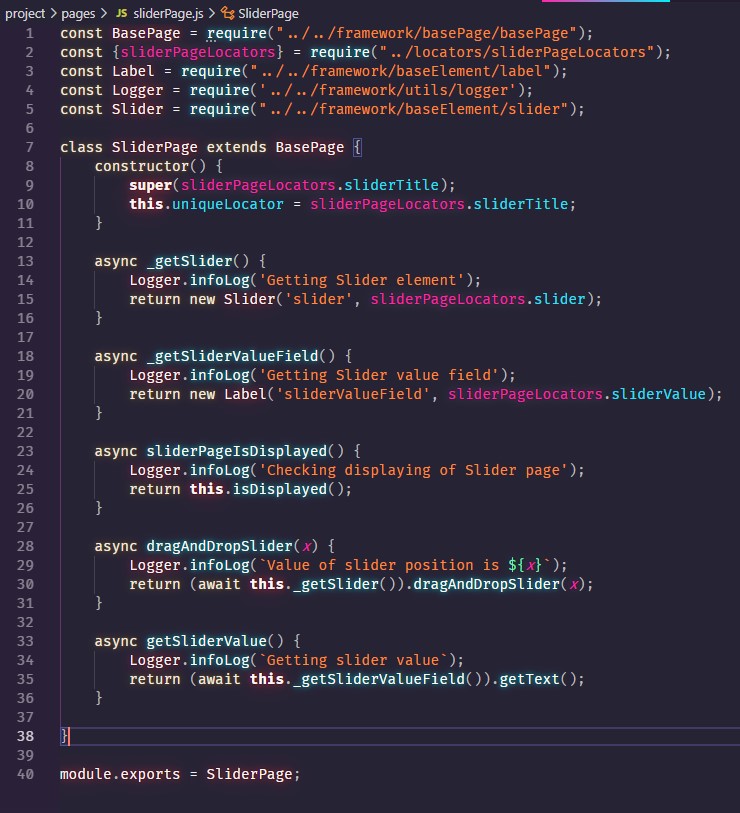 project > pages > JS sliderPage.js > SliderPage
1 const BasePage = require("../../framework/basePage/basePage");
2 const {sliderPageLocators} = require("../locators/sliderPageLocators");
3 const Label = require("../../framework/baseElement/label");
4 const Logger = require('../../framework/utils/logger');
5 const Slider = require("../../framework/baseElement/slider");
6
7 class SliderPage extends BasePage {
8     constructor() {
9         super(sliderPageLocators.sliderTitle);
10         this.uniqueLocator = sliderPageLocators.sliderTitle;
11     }
12
13     async _getSlider() {
14         Logger.infoLog('Getting Slider element');
15         return new Slider('slider', sliderPageLocators.slider);
16     }
17
18     async _getSliderValueField() {
19         Logger.infoLog('Getting Slider value field');
20         return new Label('sliderValueField', sliderPageLocators.sliderValue);
21     }
22
23     async sliderPageIsDisplayed() {
24         Logger.infoLog('Checking displaying of Slider page');
25         return this.isDisplayed();
26     }
27
28     async dragAndDropSlider(x) {
29         Logger.infoLog(`Value of slider position is ${x}`);
30         return (await this._getSlider()).dragAndDropSlider(x);
31     }
32
33     async getSliderValue() {
34         Logger.infoLog(`Getting slider value`);
35         return (await this._getSliderValueField()).getText();
36     }
37
38 }
39
40 module.exports = SliderPage;